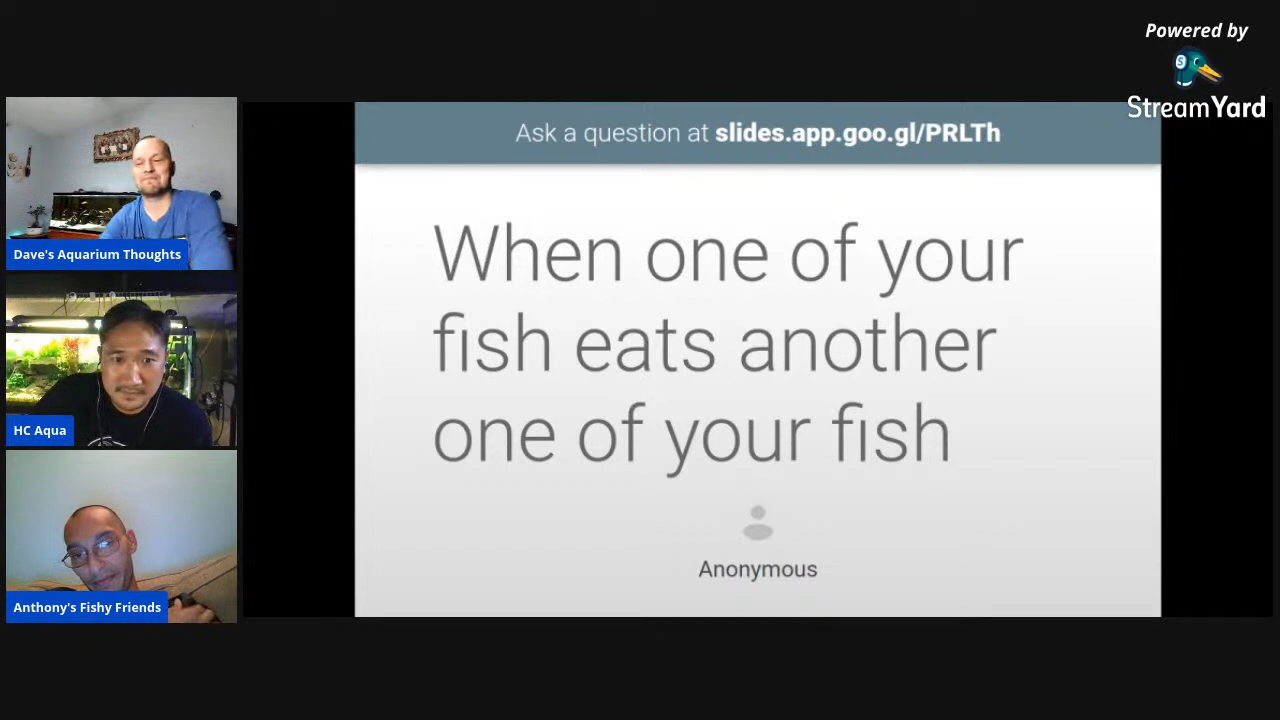 Powered by
StreamYard
Ask a question at slides.app.goo.gl/PRLTh
When one of your
fish eats another
one of your fish
Anonymous
Dave's Aquarium Thoughts
HC Aqua
Anthony's Fishy Friends